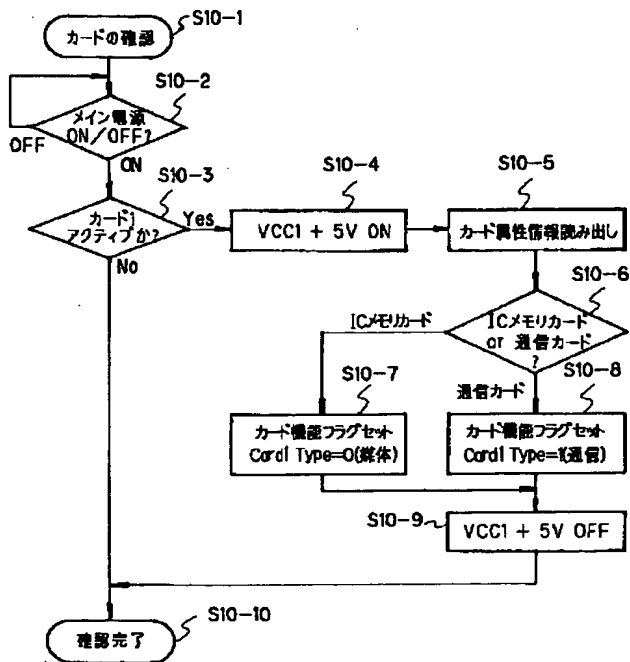 S10-1
カードの確認
S10-2
メイン電源
ON/OFF?
OFF
ON
S10-3
カード1
アクティブか?
Yes
No
S10-4
VCC1 + 5V ON
S10-5
カード属性情報読み出し
S10-6
ICメモリカード
or 通信カード
?
ICメモリカード
通信カード
S10-7
カード機能フラグセット
Card1 Type=0(媒体)
S10-8
カード機能フラグセット
Card1 Type=1(通信)
S10-9
VCC1 + 5V OFF
S10-10
確認完了